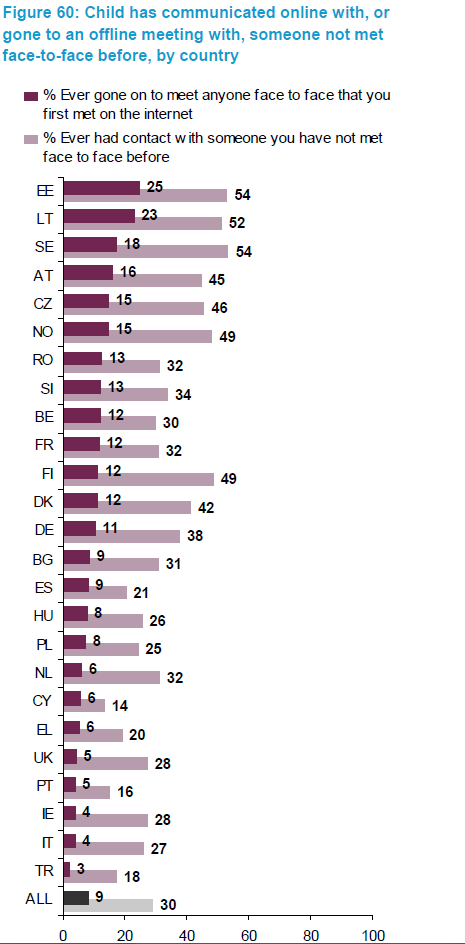 Figure 60: Child has communicated online with, or
gone to an offline meeting with, someone not met
face-to-face before, by country
% Ever gone on to meet anyone face to face that you
first met on the internet
% Ever had contact with someone you have not met
face to face before
EE 25 54
LT 23 52
SE 18 54
AT 16 45
CZ 15 46
NO 15 49
RO 13 32
SI 13 34
BE 12 30
FR 12 32
FI 12 49
DK 12 42
DE 11 38
BG 9 31
ES 9 21
HU 8 26
PL 8 25
NL 6 32
CY 6 14
EL 6 20
UK 5 28
PT 5 16
IE 4 28
IT 4 27
TR 3 18
ALL 9 30
0 20 40 60 80 100